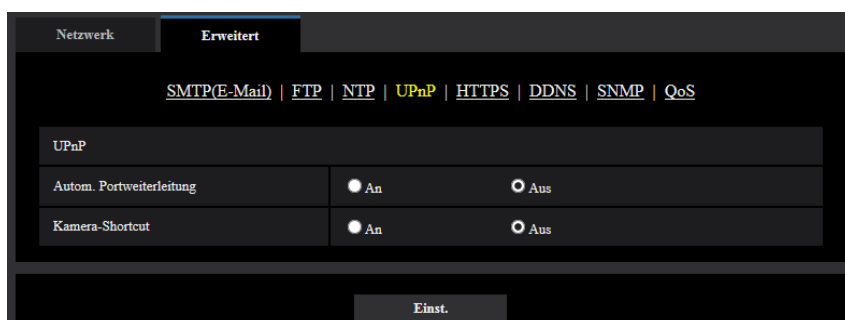 Netzwerk Erweitert
SMTP(E-Mail) | FTP | NTP | UPnP | HTTPS | DDNS | SNMP | QoS
UPnP
Autom. Portweiterleitung An Aus
Kamera-Shortcut An Aus
Einst.